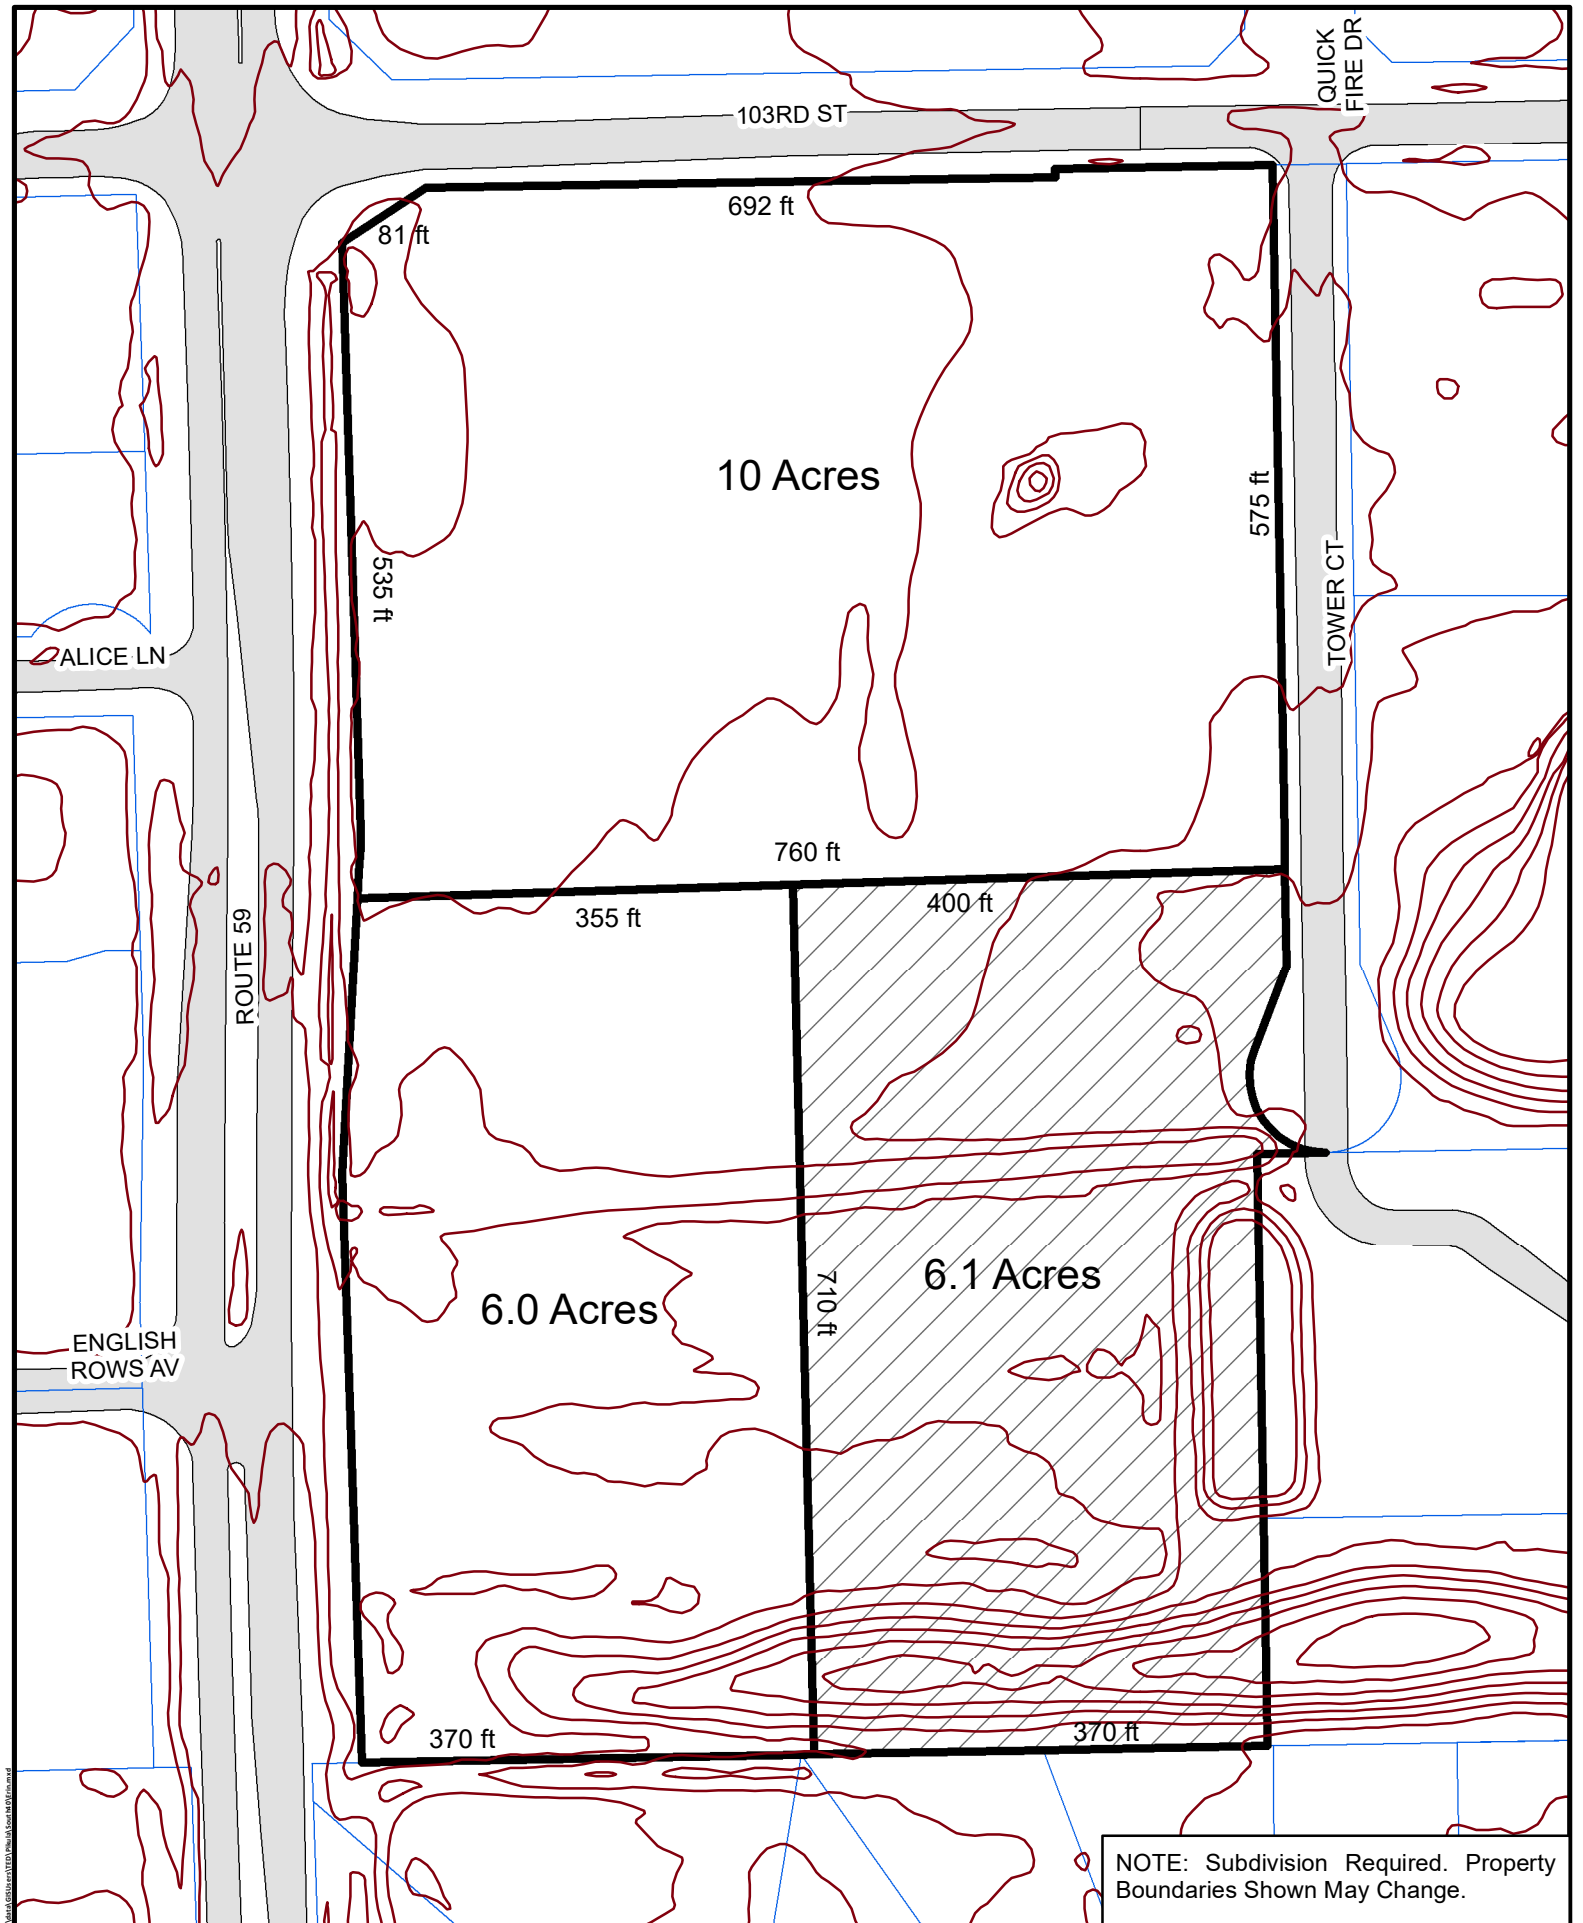 QUICK
FIRE DR
103RD ST
692 ft
81 ft
10 Acres
575 ft
535 ft
TOWER CT
ALICE LN
760 ft
355 ft
400 ft
ROUTE 59
6.1 Acres
6.0 Acres
710 ft
ENGLISH
ROWS AV
370 ft
370 ft
NOTE: Subdivision Required. Property
Boundaries Shown May Change.